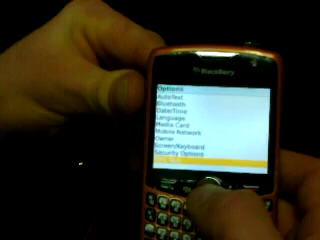 BlackBerry
Options
AutoText
Bluetooth
Date/Time
Language
Media Card
Mobile Network
Owner
Screen/Keyboard
Security Options